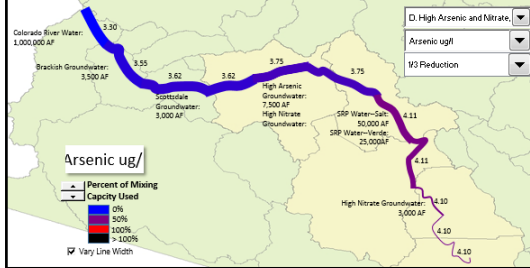 3.30
D. High Arsenic and Nitrate,
Colorado River Water:
1,000,000 AF
Arsenic ug/l
Brackish Groundwater:
3,500 AF
3.55
3.62
3.62
3.75
3.75
1/3 Reduction
Scottsdale
Groundwater:
3,000 AF
High Arsenic
Groundwater:
7,500 AF
High Nitrate
Groundwater:
SRP Water--Salt:
50,000 AF
SRP Water--Verde:
25,000AF
4.11
4.11
Arsenic ug/
Percent of Mixing
Capcity Used
0%
50%
100%
>100%
Vary Line Width
High Nitrate Groundwater:
3,000 AF
4.10
4.10
4.10